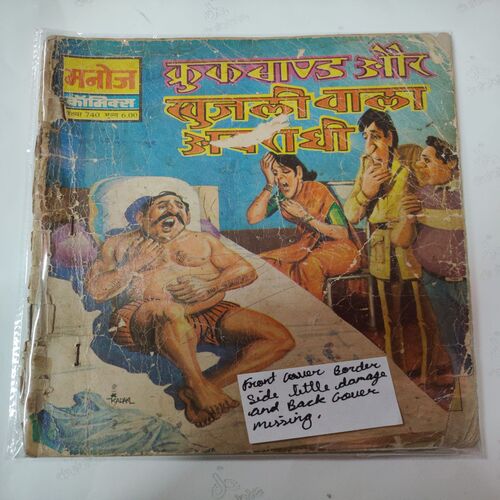 मनोज
कॉमिक्स
संख्या 740 मूल्य 6.00
क्रुकबाण्ड और
खुजली वाला
अपराधी
Front cover Border
side little damage
and Back cover
missing.